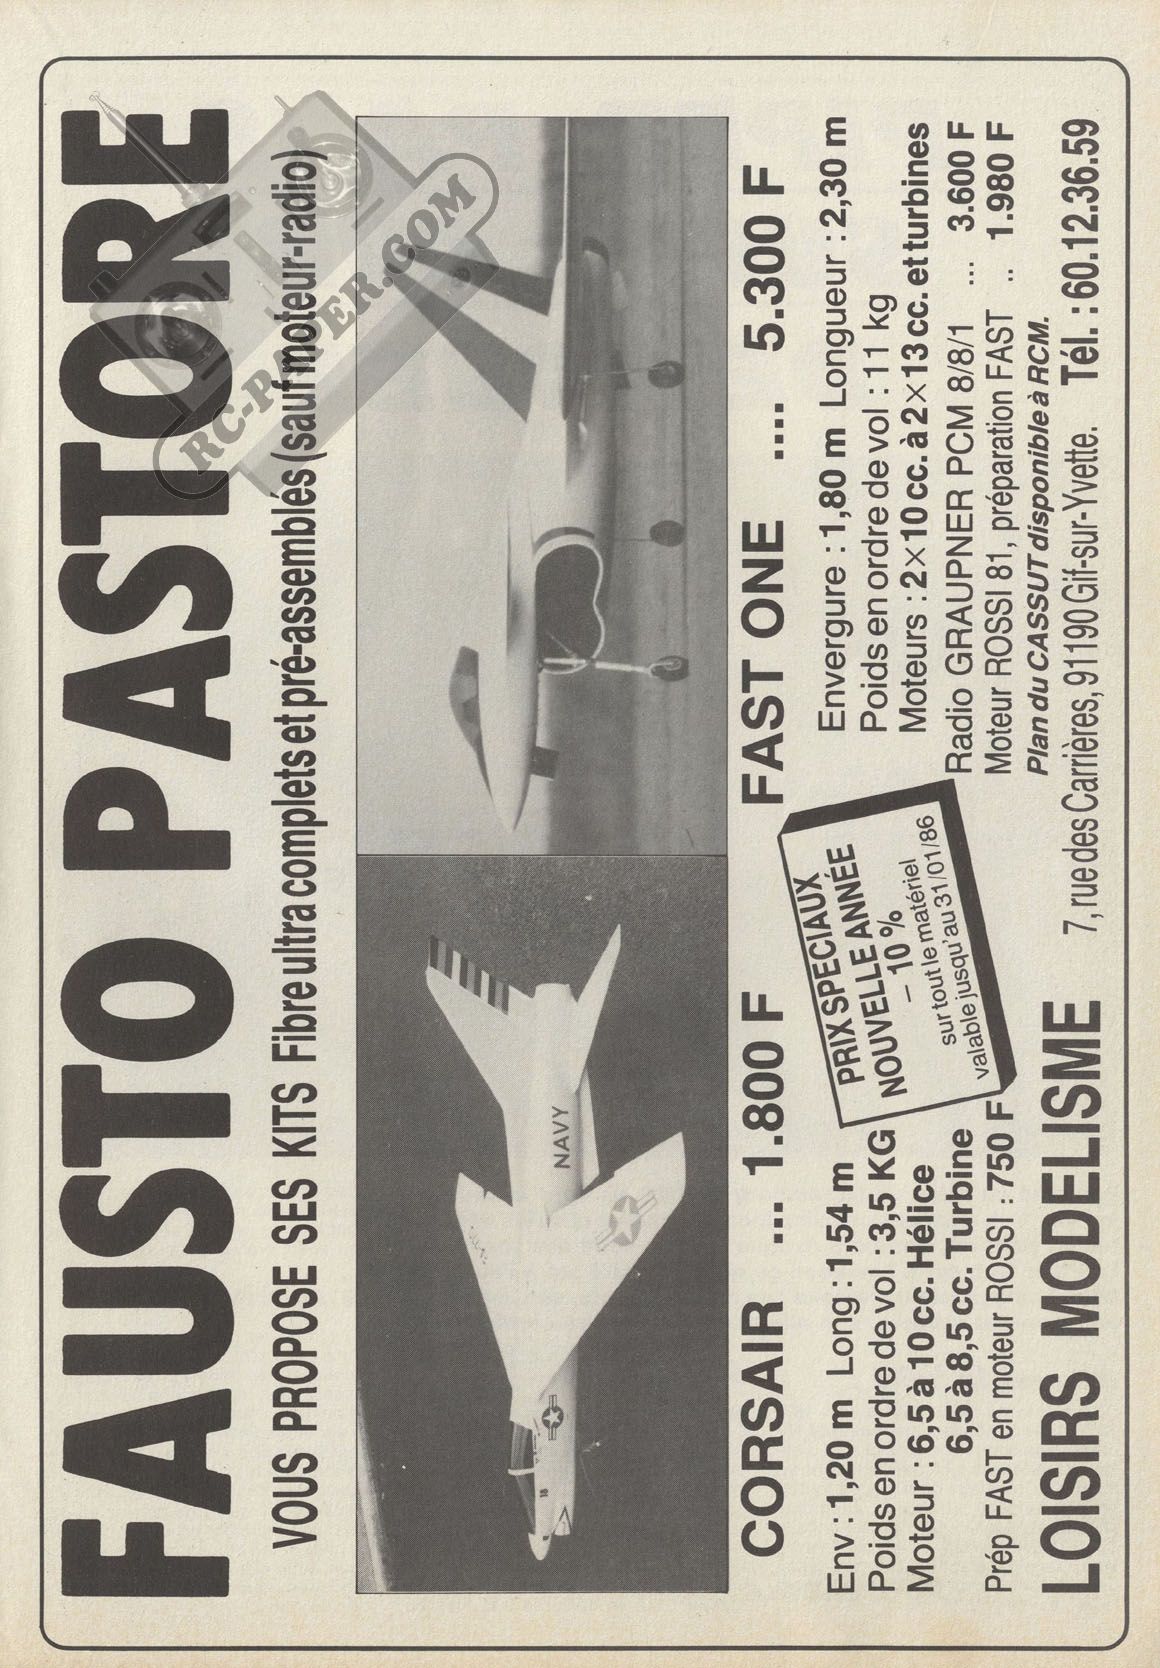 FAUSTO PASTORE
VOUS PROPOSE SES KITS Fibre ultra complets et pré-assemblés (sauf moteur-radio)
RC-PAPER.COM
NAVY
18
CORSAIR ... 1.800 F
Env : 1,20 m Long : 1,54 m
Poids en ordre de vol : 3,5 KG
Moteur : 6,5 à 10 cc. Hélice
6,5 à 8,5 cc. Turbine
Prép FAST en moteur ROSSI : 750 F
PRIX SPECIAUX
NOUVELLE ANNÉE
– 10 %
sur tout le matériel
valable jusqu'au 31/01/86
FAST ONE .... 5.300 F
Envergure : 1,80 m Longueur : 2,30 m
Poids en ordre de vol : 11 kg
Moteurs : 2×10 cc. à 2×13 cc. et turbines
Radio GRAUPNER PCM 8/8/1 ... 3.600 F
Moteur ROSSI 81, préparation FAST .. 1.980 F
Plan du CASSUT disponible à RCM.
LOISIRS MODELISME 7, rue des Carrières, 91190 Gif-sur-Yvette. Tél. : 60.12.36.59